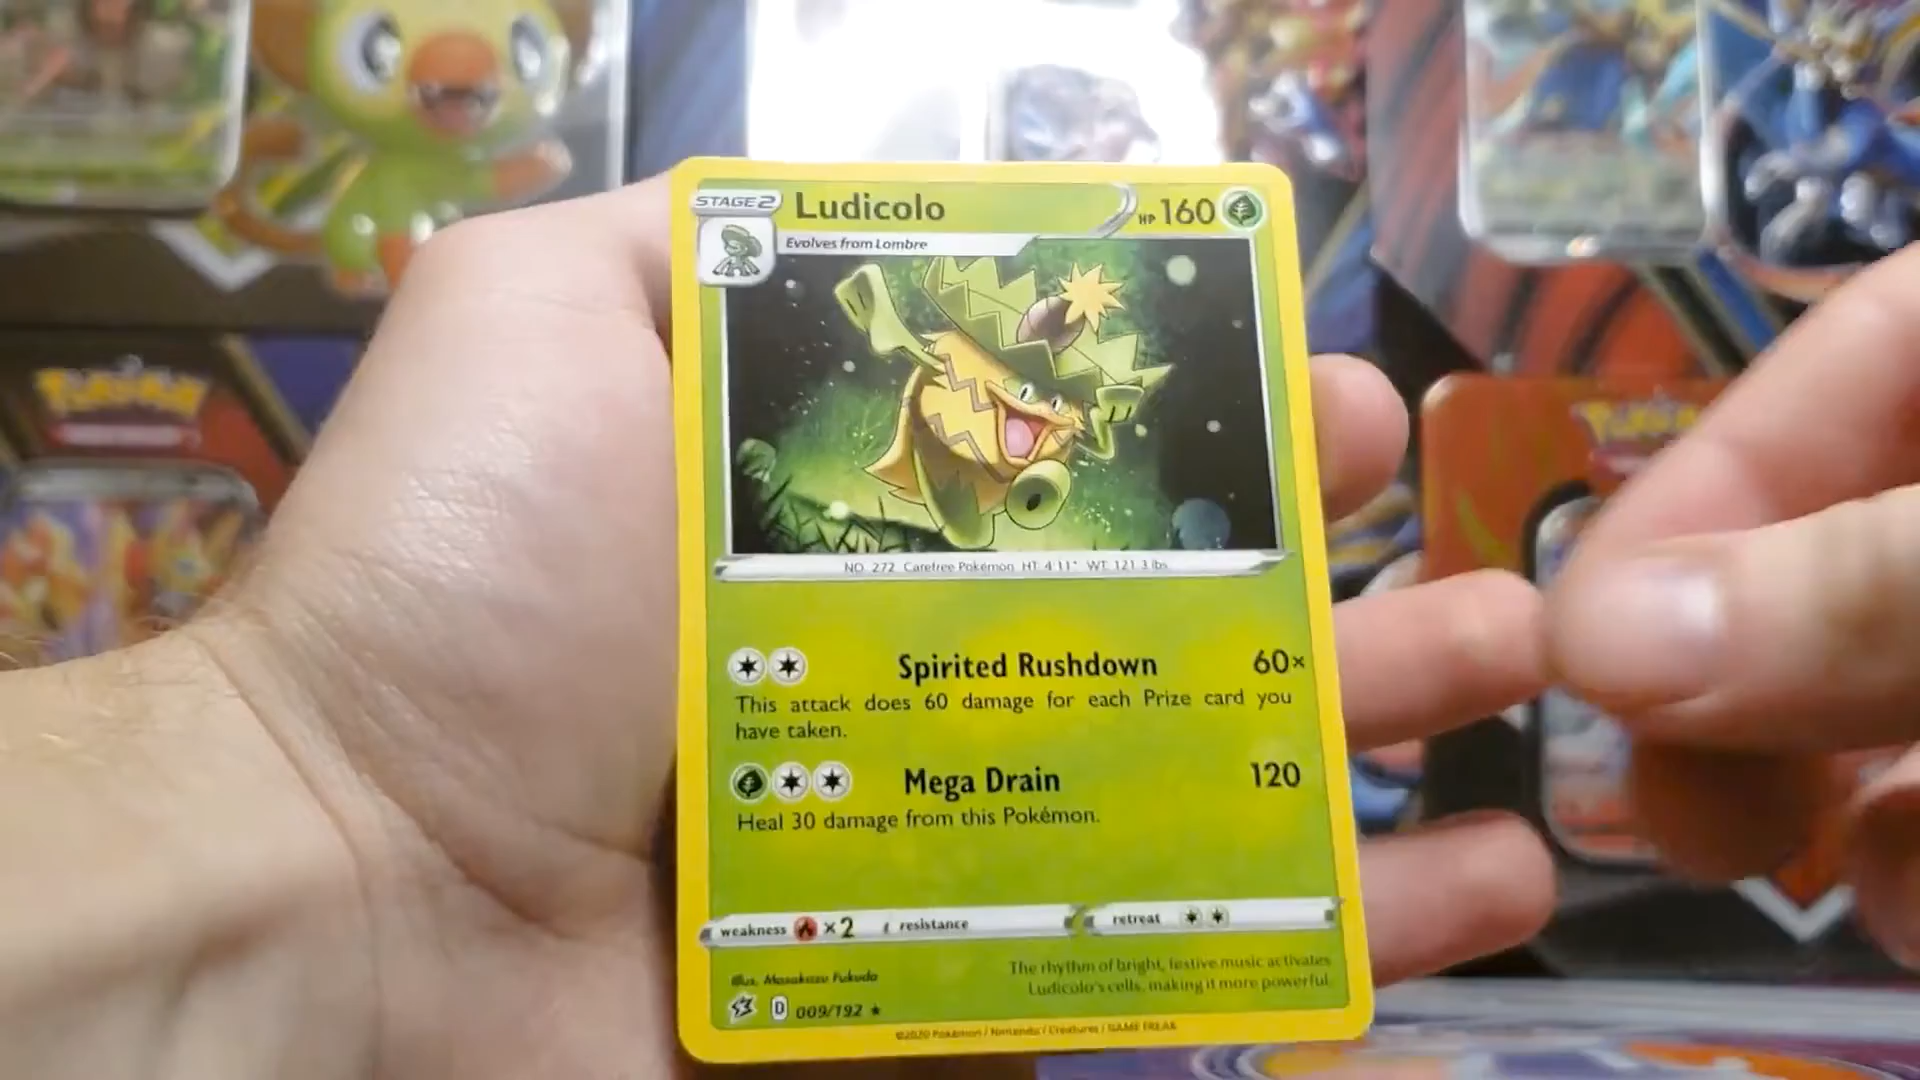 STAGE 2
Ludicolo
HP 160
Evolves from Lombre
NO. 272 Carefree Pokémon HT. 4'11" WT. 121.3 lbs.
Spirited Rushdown 60×
This attack does 60 damage for each Prize card you
have taken.
Mega Drain 120
Heal 30 damage from this Pokémon.
weakness ×2 resistance retreat
Illus. Masakazu Fukuda
The rhythm of bright, festive music activates
Ludicolo's cells, making it more powerful.
D 009/192 ★
©2020 Pokémon / Nintendo / Creatures / GAME FREAK
POKÉMON
POKÉMON